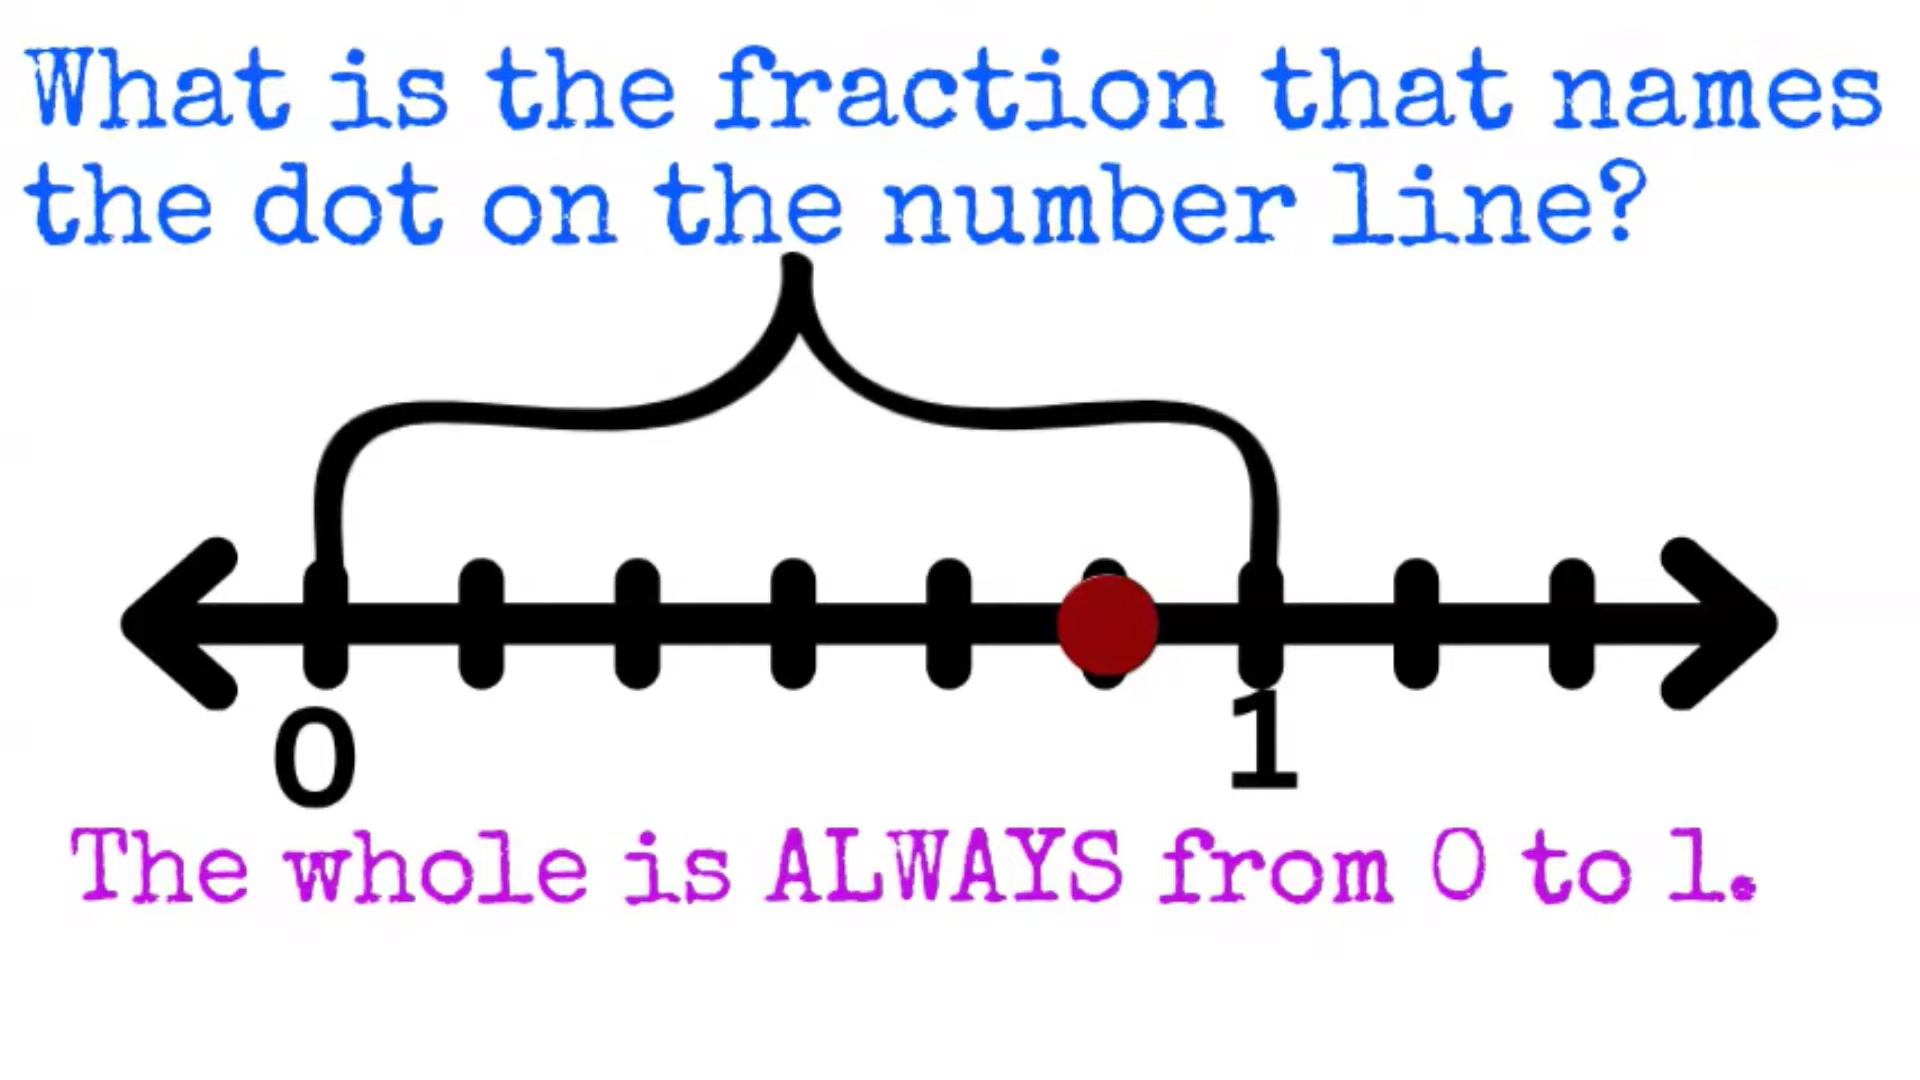 What is the fraction that names
the dot on the number line?
0 1
The whole is ALWAYS from 0 to 1.